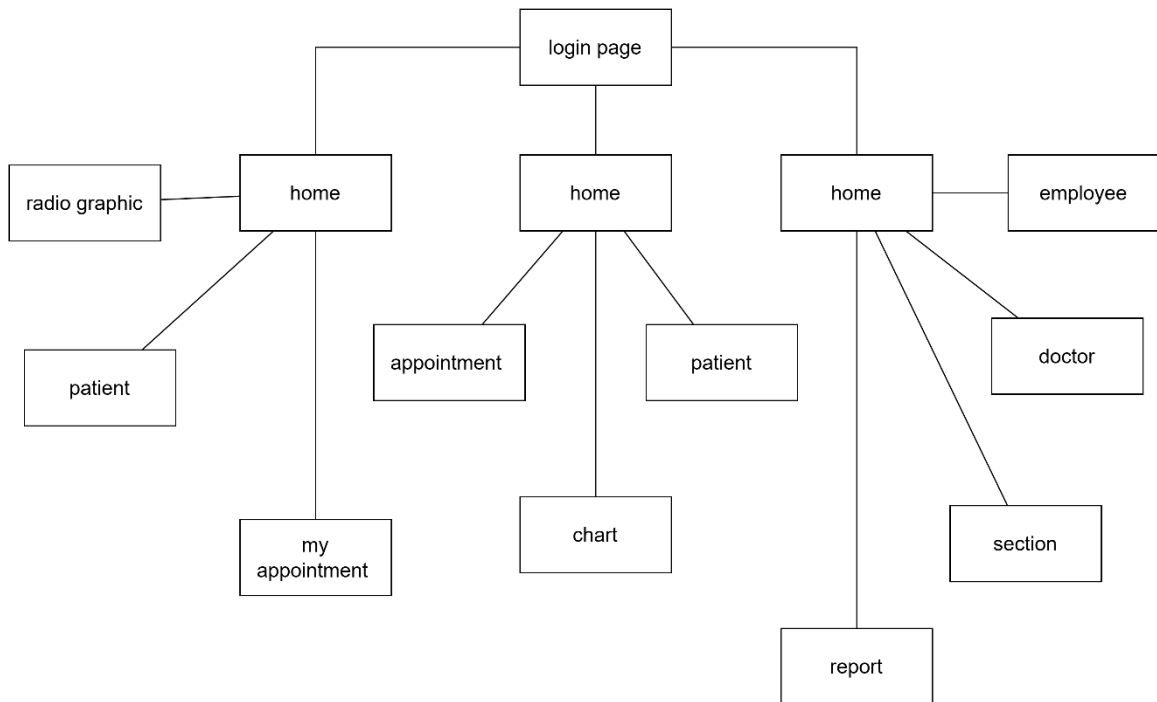 login page
home
home
home
radio graphic
employee
patient
appointment
patient
doctor
my
appointment
chart
section
report